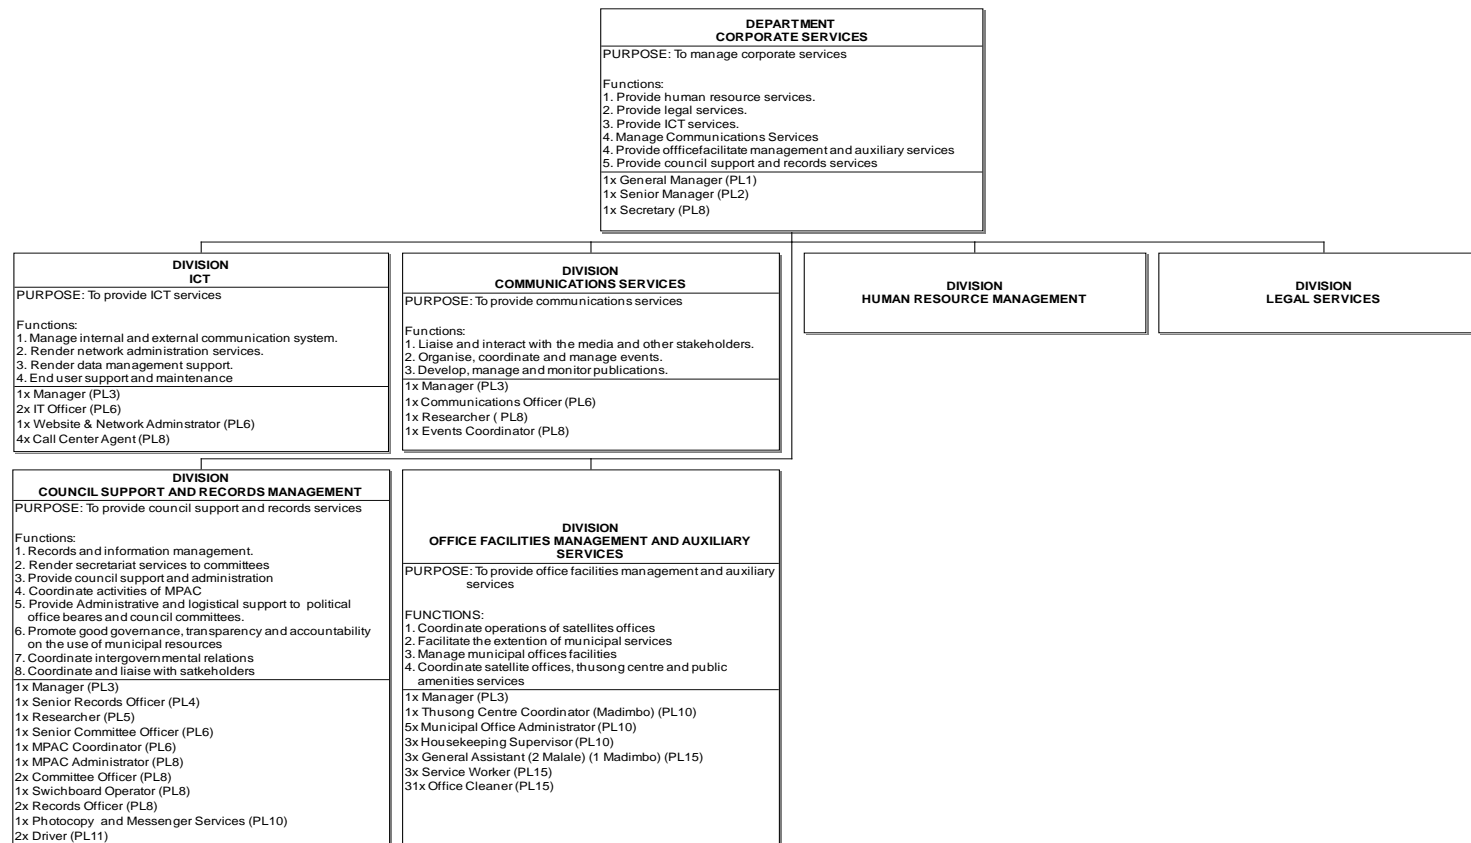 DEPARTMENT
CORPORATE SERVICES
PURPOSE: To manage corporate services
Functions:
1. Provide human resource services.
2. Provide legal services.
3. Provide ICT services.
4. Manage Communications Services
4. Provide offficefacilitate management and auxiliary services
5. Provide council support and records services
1x General Manager (PL1)
1x Senior Manager (PL2)
1x Secretary (PL8)
DIVISION
ICT
PURPOSE: To provide ICT services
Functions:
1. Manage internal and external communication system.
2. Render network administration services.
3. Render data management support.
4. End user support and maintenance
1x Manager (PL3)
2x IT Officer (PL6)
1x Website & Network Adminstrator (PL6)
4x Call Center Agent (PL8)
DIVISION
COMMUNICATIONS SERVICES
PURPOSE: To provide communications services
Functions:
1. Liaise and interact with the media and other stakeholders.
2. Organise, coordinate and manage events.
3. Develop, manage and monitor publications.
1x Manager (PL3)
1x Communications Officer (PL6)
1x Researcher ( PL8)
1x Events Coordinator (PL8)
DIVISION
HUMAN RESOURCE MANAGEMENT
DIVISION
LEGAL SERVICES
DIVISION
COUNCIL SUPPORT AND RECORDS MANAGEMENT
PURPOSE: To provide council support and records services
Functions:
1. Records and information management.
2. Render secretariat services to committees
3. Provide council support and administration
4. Coordinate activities of MPAC
5. Provide Administrative and logistical support to political
office beares and council committees.
6. Promote good governance, transparency and accountability
on the use of municipal resources
7. Coordinate intergovernmental relations
8. Coordinate and liaise with satkeholders
1x Manager (PL3)
1x Senior Records Officer (PL4)
1x Researcher (PL5)
1x Senior Committee Officer (PL6)
1x MPAC Coordinator (PL6)
1x MPAC Administrator (PL8)
2x Committee Officer (PL8)
1x Swichboard Operator (PL8)
2x Records Officer (PL8)
1x Photocopy and Messenger Services (PL10)
2x Driver (PL11)
DIVISION
OFFICE FACILITIES MANAGEMENT AND AUXILIARY
SERVICES
PURPOSE: To provide office facilities management and auxiliary
services
FUNCTIONS:
1. Coordinate operations of satellites offices
2. Facilitate the extention of municipal services
3. Manage municipal offices facilities
4. Coordinate satellite offices, thusong centre and public
amenities services
1x Manager (PL3)
1x Thusong Centre Coordinator (Madimbo) (PL10)
5x Municipal Office Administrator (PL10)
3x Housekeeping Supervisor (PL10)
3x General Assistant (2 Malale) (1 Madimbo) (PL15)
3x Service Worker (PL15)
31x Office Cleaner (PL15)